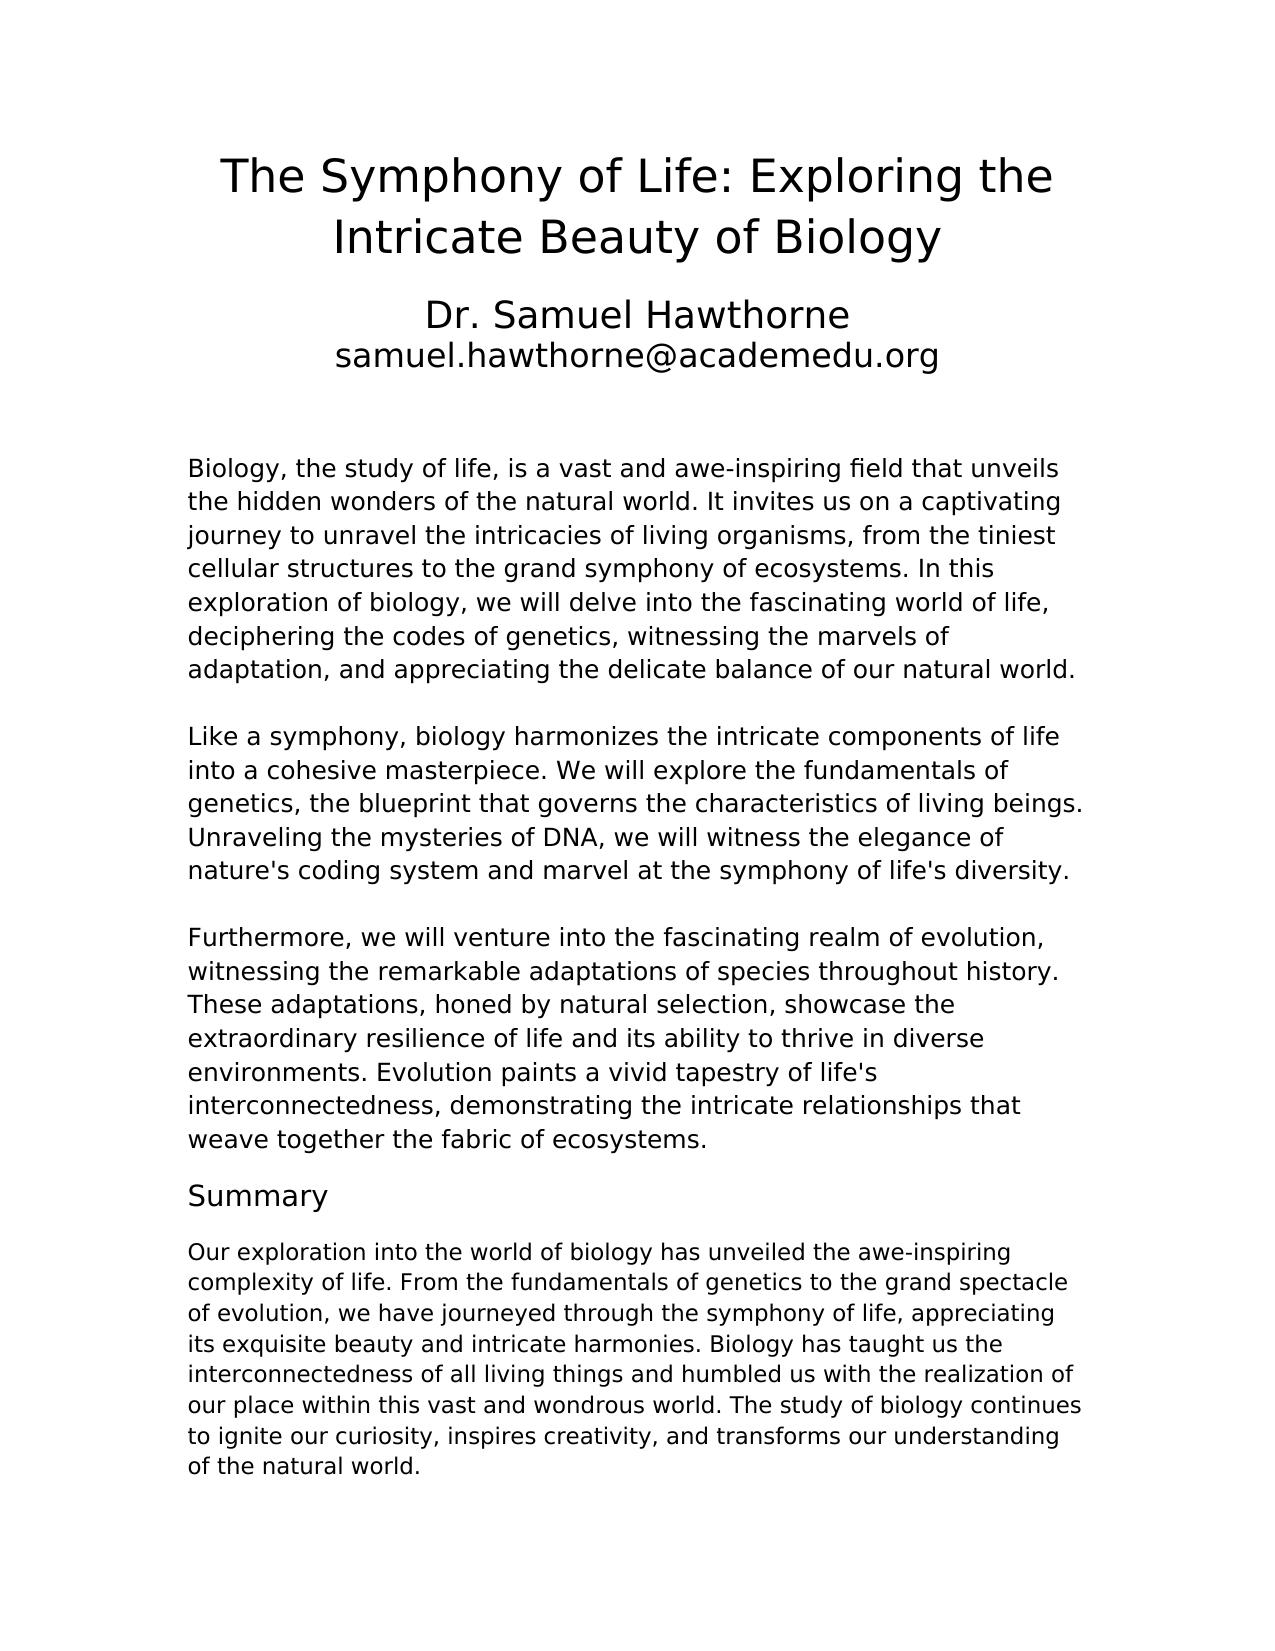 The Symphony of Life: Exploring the
Intricate Beauty of Biology
Dr. Samuel Hawthorne
samuel.hawthorne@academedu.org
Biology, the study of life, is a vast and awe-inspiring field that unveils
the hidden wonders of the natural world. It invites us on a captivating
journey to unravel the intricacies of living organisms, from the tiniest
cellular structures to the grand symphony of ecosystems. In this
exploration of biology, we will delve into the fascinating world of life,
deciphering the codes of genetics, witnessing the marvels of
adaptation, and appreciating the delicate balance of our natural world.
Like a symphony, biology harmonizes the intricate components of life
into a cohesive masterpiece. We will explore the fundamentals of
genetics, the blueprint that governs the characteristics of living beings.
Unraveling the mysteries of DNA, we will witness the elegance of
nature's coding system and marvel at the symphony of life's diversity.
Furthermore, we will venture into the fascinating realm of evolution,
witnessing the remarkable adaptations of species throughout history.
These adaptations, honed by natural selection, showcase the
extraordinary resilience of life and its ability to thrive in diverse
environments. Evolution paints a vivid tapestry of life's
interconnectedness, demonstrating the intricate relationships that
weave together the fabric of ecosystems.
Summary
Our exploration into the world of biology has unveiled the awe-inspiring
complexity of life. From the fundamentals of genetics to the grand spectacle
of evolution, we have journeyed through the symphony of life, appreciating
its exquisite beauty and intricate harmonies. Biology has taught us the
interconnectedness of all living things and humbled us with the realization of
our place within this vast and wondrous world. The study of biology continues
to ignite our curiosity, inspires creativity, and transforms our understanding
of the natural world.